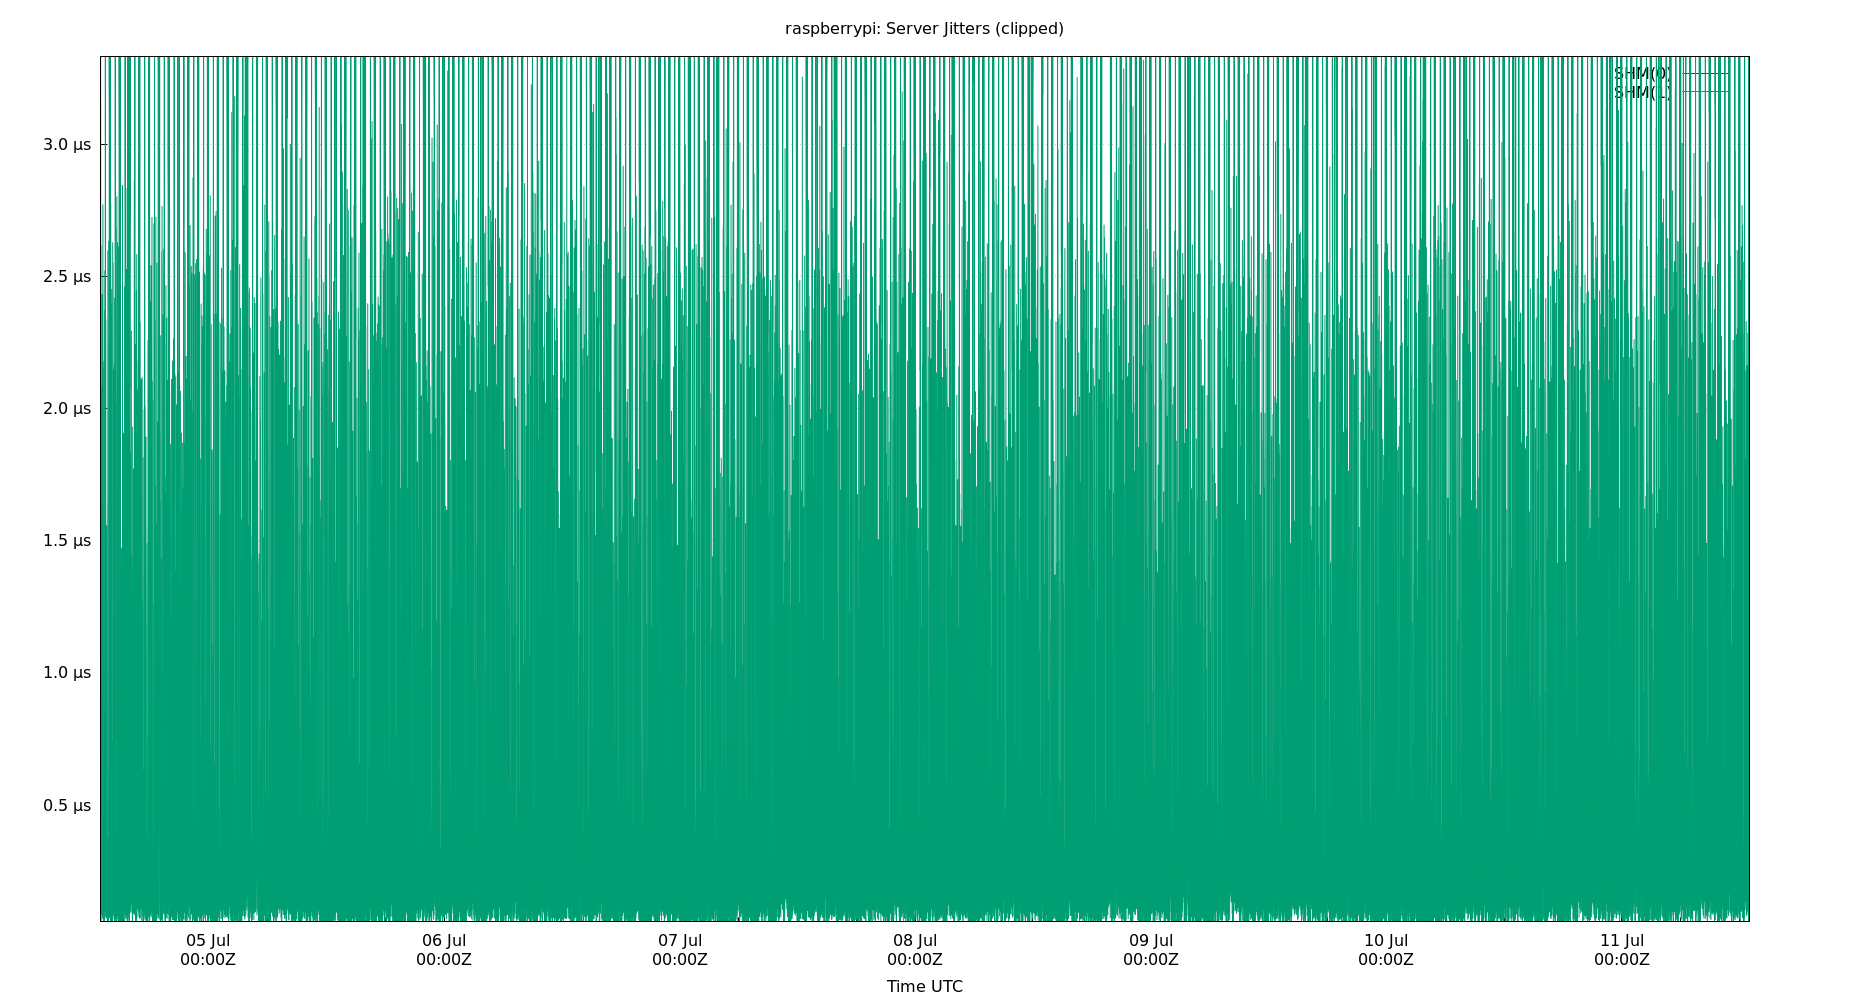 raspberrypi: Server Jitters (clipped)
SHM(0)
SHM(1)
3.0 µs
2.5 µs
2.0 µs
1.5 µs
1.0 µs
0.5 µs
05 Jul 06 Jul 07 Jul 08 Jul 09 Jul 10 Jul 11 Jul
00:00Z 00:00Z 00:00Z 00:00Z 00:00Z 00:00Z 00:00Z
Time UTC